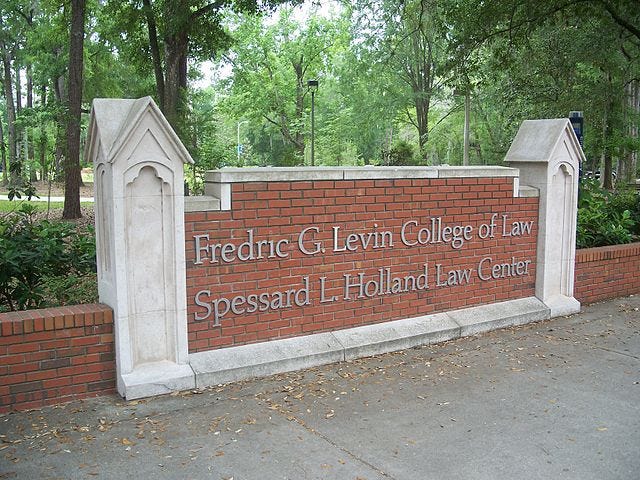 Fredric G. Levin College of Law
Spessard L. Holland Law Center